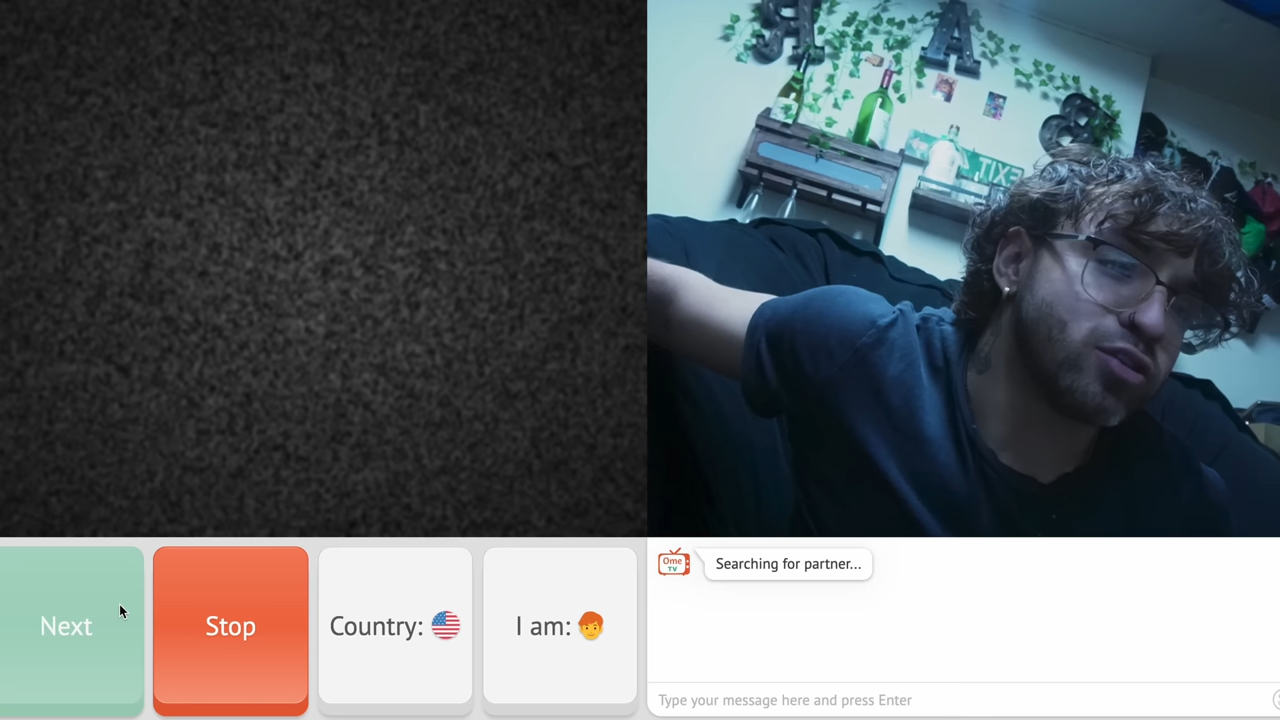 R A
&
EXIT
Ome
TV
Searching for partner...
Next
Stop
Country:
I am:
Type your message here and press Enter